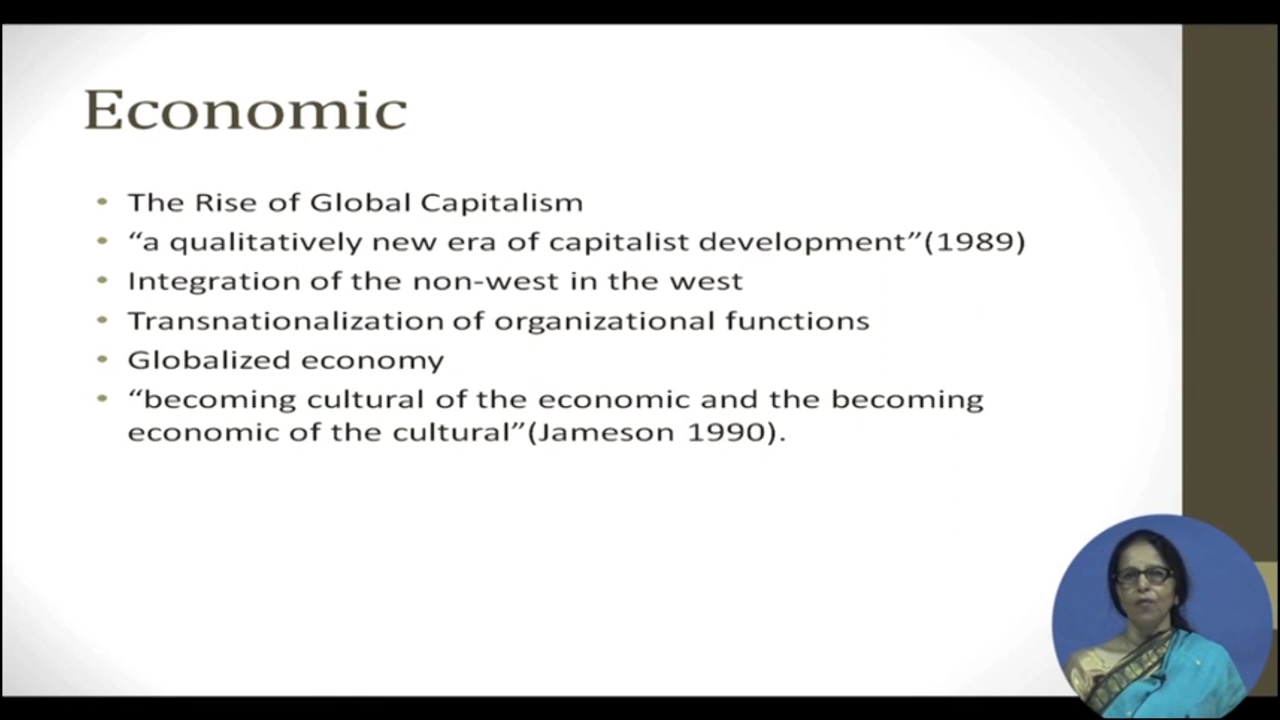 Economic
• The Rise of Global Capitalism
• “a qualitatively new era of capitalist development”(1989)
• Integration of the non-west in the west
• Transnationalization of organizational functions
• Globalized economy
• “becoming cultural of the economic and the becoming
economic of the cultural”(Jameson 1990).